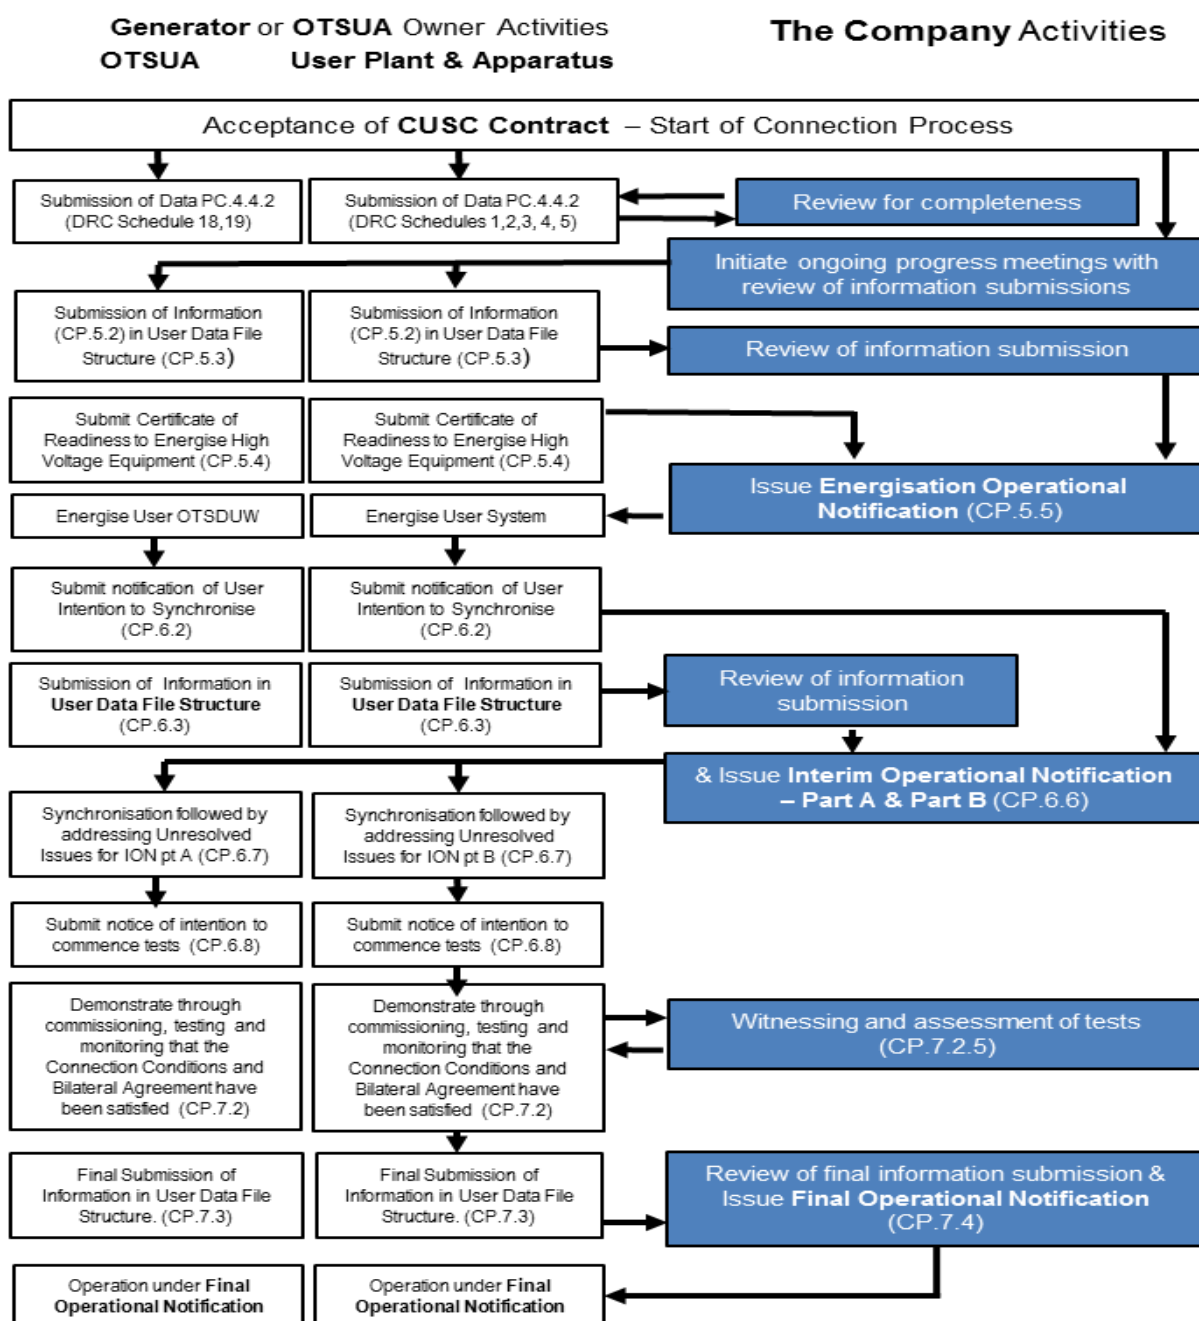 Generator or OTSUA Owner Activities
The Company Activities
OTSUA
User Plant & Apparatus
Acceptance of CUSC Contract – Start of Connection Process
Submission of Data PC.4.4.2
(DRC Schedule 18,19)
Submission of Data PC.4.4.2
(DRC Schedules 1,2,3, 4, 5)
Review for completeness
Initiate ongoing progress meetings with
review of information submissions
Submission of Information
(CP.5.2) in User Data File
Structure (CP.5.3)
Submission of Information
(CP.5.2) in User Data File
Structure (CP.5.3)
Review of information submission
Submit Certificate of
Readiness to Energise High
Voltage Equipment (CP.5.4)
Submit Certificate of
Readiness to Energise High
Voltage Equipment (CP.5.4)
Issue Energisation Operational
Notification (CP.5.5)
Energise User OTSDUW
Energise User System
Submit notification of User
Intention to Synchronise
(CP.6.2)
Submit notification of User
Intention to Synchronise
(CP.6.2)
Submission of Information in
User Data File Structure
(CP.6.3)
Submission of Information in
User Data File Structure
(CP.6.3)
Review of information
submission
& Issue Interim Operational Notification
– Part A & Part B (CP.6.6)
Synchronisation followed by
addressing Unresolved
Issues for ION pt A (CP.6.7)
Synchronisation followed by
addressing Unresolved
Issues for ION pt B (CP.6.7)
Submit notice of intention to
commence tests (CP.6.8)
Submit notice of intention to
commence tests (CP.6.8)
Demonstrate through
commissioning, testing and
monitoring that the
Connection Conditions and
Bilateral Agreement have
been satisfied (CP.7.2)
Demonstrate through
commissioning, testing and
monitoring that the
Connection Conditions and
Bilateral Agreement have
been satisfied (CP.7.2)
Witnessing and assessment of tests
(CP.7.2.5)
Final Submission of
Information in User Data File
Structure. (CP.7.3)
Final Submission of
Information in User Data File
Structure. (CP.7.3)
Review of final information submission &
Issue Final Operational Notification
(CP.7.4)
Operation under Final
Operational Notification
Operation under Final
Operational Notification